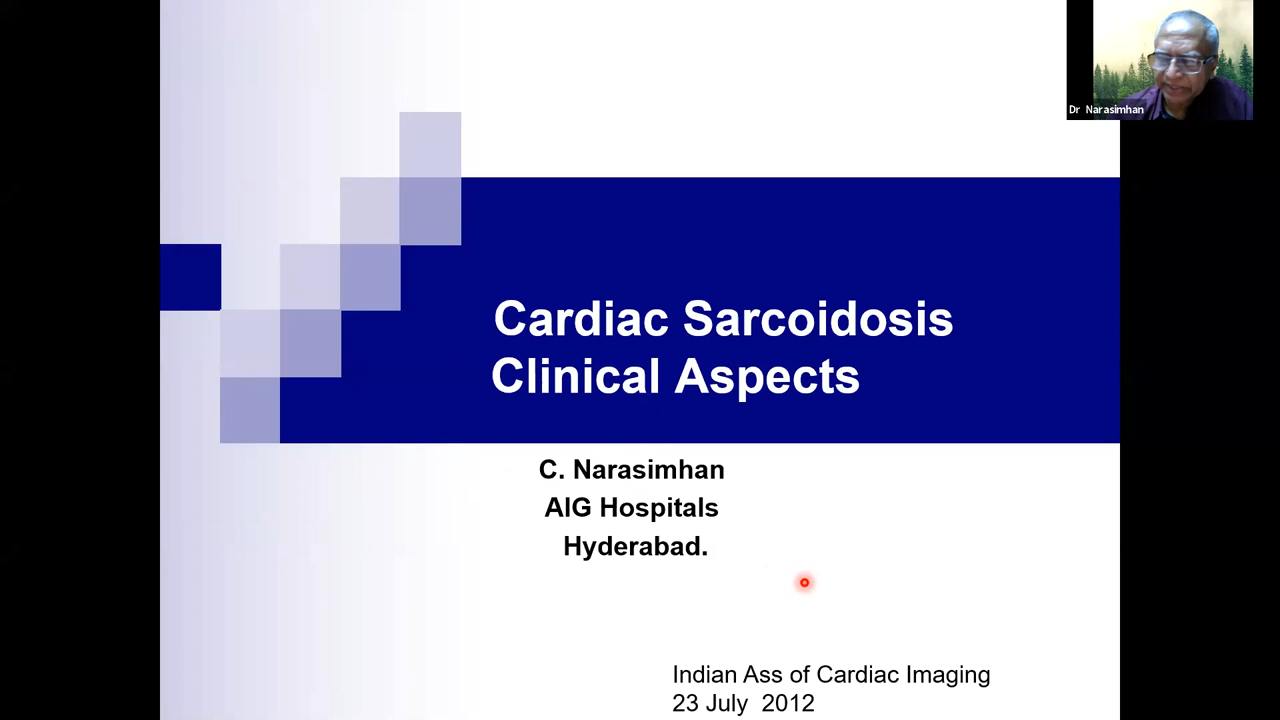 Dr Narasimhan
Cardiac Sarcoidosis
Clinical Aspects
C. Narasimhan
AIG Hospitals
Hyderabad.
Indian Ass of Cardiac Imaging
23 July 2012